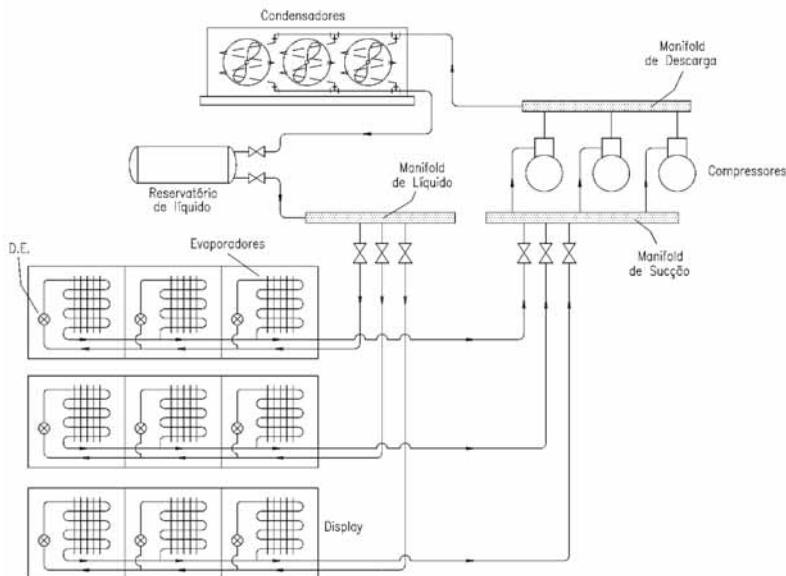 Condensadores
Manifold
de Descarga
Compressores
Reservatório
de líquido
Manifold
de Líquido
Manifold
de Sucção
D.E.
Evaporadores
Display